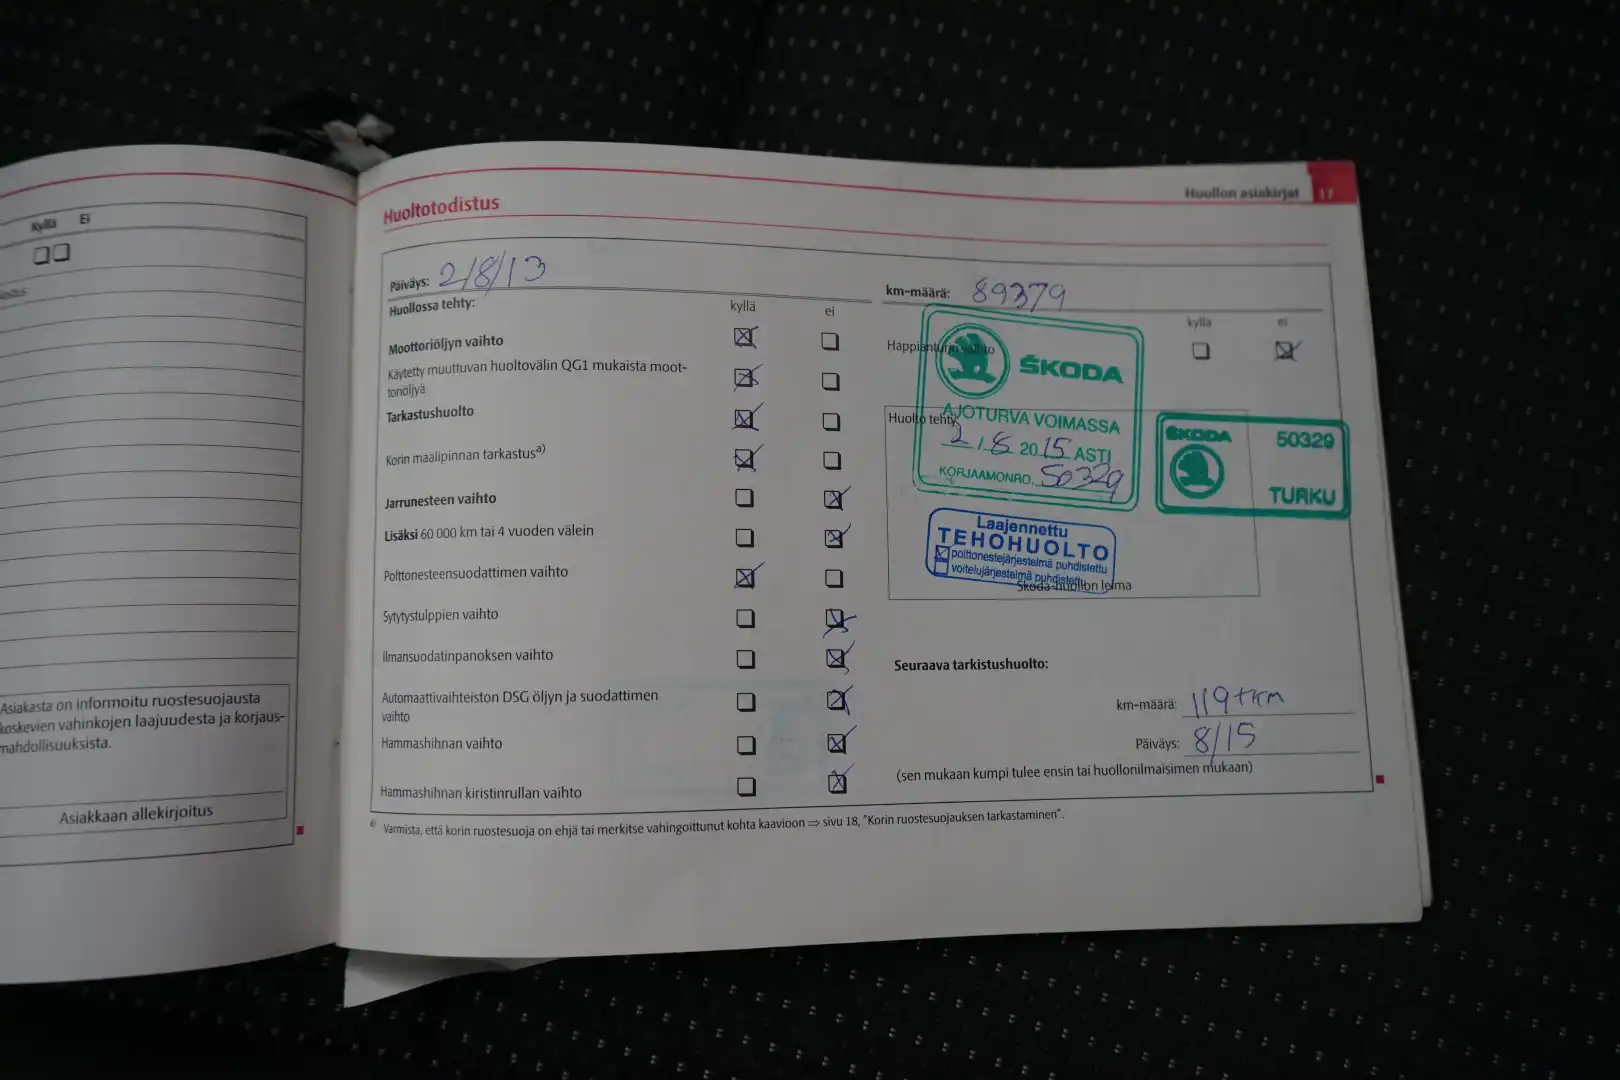 Kyllä Ei
Asiakasta on informoitu ruostesuojausta
koskevien vahinkojen laajuudesta ja korjaus-
mahdollisuuksista.
Asiakkaan allekirjoitus
Huollon asiakirjat 17
Huoltotodistus
Päiväys: 2/8/13
km-määrä: 89379
Huollossa tehty:
kyllä ei
Moottoriöljyn vaihto
Käytetty muuttuvan huoltovälin QG1 mukaista moot-
toriöljyä
Tarkastushuolto
Korin maalipinnan tarkastus a)
Jarrunesteen vaihto
Lisäksi 60 000 km tai 4 vuoden välein
Polttonesteensuodattimen vaihto
Sytytystulppien vaihto
Ilmansuodatinpanoksen vaihto
Automaattivaihteiston DSG öljyn ja suodattimen
vaihto
Hammashihnan vaihto
Hammashihnan kiristinrullan vaihto
kyllä ei
Happianturin vaihto
ŠKODA
Huolto tehty
AJOTURVA VOIMASSA
2/8 2015 ASTI
KORJAAMONRO. 50329
ŠKODA 50329
TURKU
Laajennettu
TEHOHUOLTO
polttonestejärjestelmä puhdistettu
voitelujärjestelmä puhdistettu
Škoda-huollon leima
Seuraava tarkistushuolto:
km-määrä: 119 tkm
Päiväys: 8/15
(sen mukaan kumpi tulee ensin tai huollonilmaisimen mukaan)
a) Varmista, että korin ruostesuoja on ehjä tai merkitse vahingoittunut kohta kaavioon ⇒ sivu 18, "Korin ruostesuojauksen tarkastaminen".